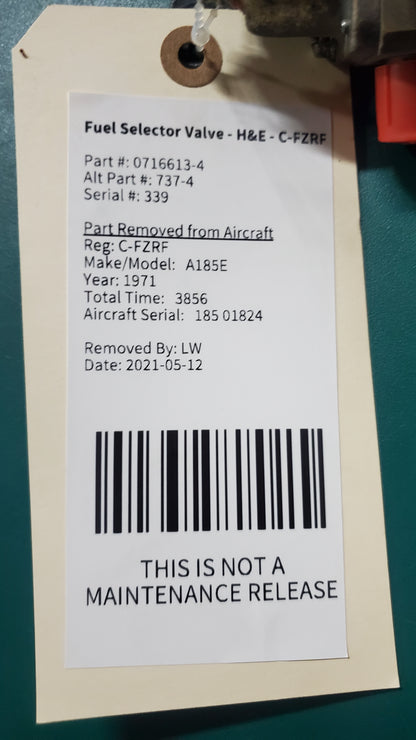 Fuel Selector Valve - H&E - C-FZRF
Part #: 0716613-4
Alt Part #: 737-4
Serial #: 339
Part Removed from Aircraft
Reg: C-FZRF
Make/Model: A185E
Year: 1971
Total Time: 3856
Aircraft Serial: 185 01824
Removed By: LW
Date: 2021-05-12
THIS IS NOT A
MAINTENANCE RELEASE